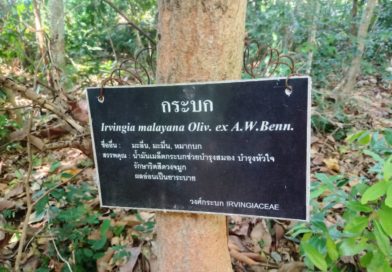 กระบก
Irvingia malayana Oliv. ex A.W.Benn.
ชื่ออื่น : มะลื่น, มะมื่น, หมากบก
สรรพคุณ : น้ำมันเมล็ดกระบกช่วยบำรุงสมอง บำรุงหัวใจ
รักษาริดสีดวงจมูก
ผลอ่อนเป็นยาระบาย
วงศ์กระบก IRVINGIACEAE